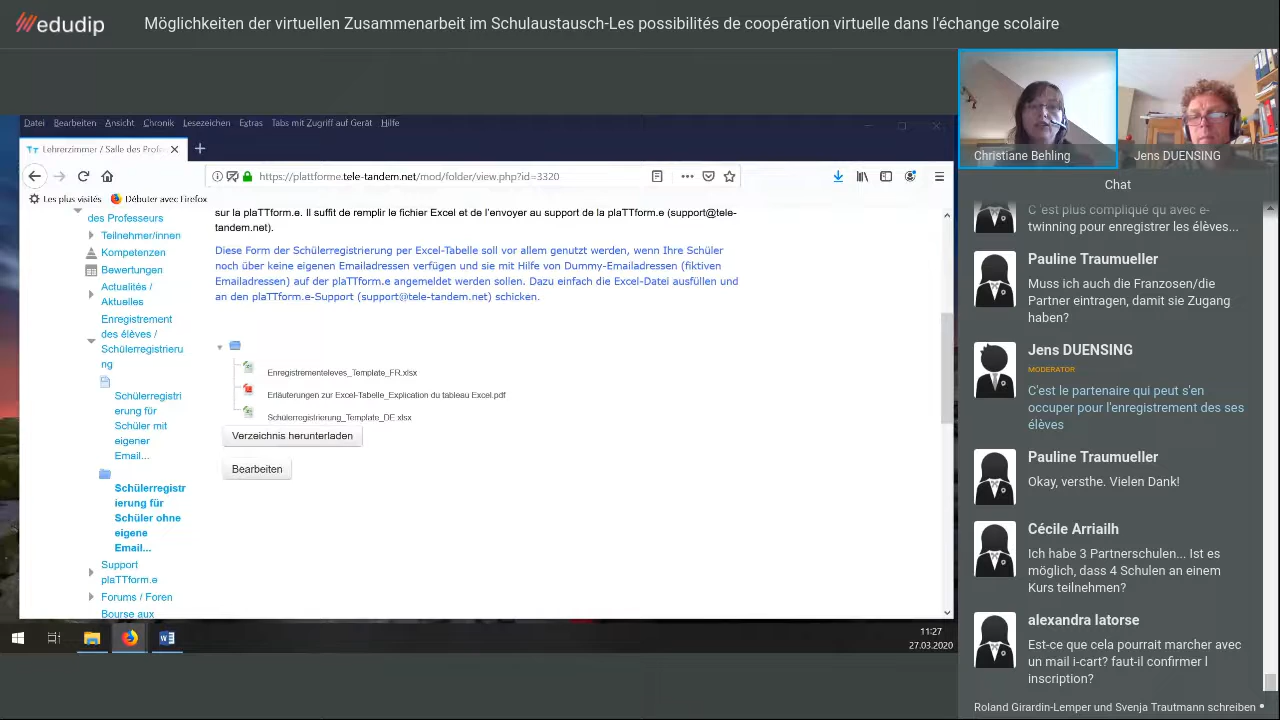 edudip
Möglichkeiten der virtuellen Zusammenarbeit im Schulaustausch-Les possibilités de coopération virtuelle dans l'échange scolaire
Datei Bearbeiten Ansicht Chronik Lesezeichen Extras Tabs mit Zugriff auf Gerät Hilfe
Lehrerzimmer / Salle des Profes
https://plattforme.tele-tandem.net/mod/folder/view.php?id=3320
Les plus visités Débuter avec Firefox
des Professeurs
Teilnehmer/innen
Kompetenzen
Bewertungen
Actualités /
Aktuelles
Enregistrement
des élèves /
Schülerregistrieru
ng
Schülerregistri
erung für
Schüler mit
eigener
Email...
Schülerregistr
ierung für
Schüler ohne
eigene
Email...
Support
plaTTform.e
Forums / Foren
Bourse aux
sur la plaTTform.e. Il suffit de remplir le fichier Excel et de l'envoyer au support de la plaTTform.e (support@tele-
tandem.net).
Diese Form der Schülerregistrierung per Excel-Tabelle soll vor allem genutzt werden, wenn Ihre Schüler
noch über keine eigenen Emailadressen verfügen und sie mit Hilfe von Dummy-Emailadressen (fiktiven
Emailadressen) auf der plaTTform.e angemeldet werden sollen. Dazu einfach die Excel-Datei ausfüllen und
an den plaTTform.e-Support (support@tele-tandem.net) schicken.
Enregistrementeleves_Template_FR.xlsx
Erläuterungen zur Excel-Tabelle_Explication du tableau Excel.pdf
Schülerregistrierung_Template_DE.xlsx
Verzeichnis herunterladen
Bearbeiten
11:27
27.03.2020
Christiane Behling
Jens DUENSING
Chat
C 'est plus compliqué qu avec e-
twinning pour enregistrer les élèves...
Pauline Traumueller
Muss ich auch die Franzosen/die
Partner eintragen, damit sie Zugang
haben?
Jens DUENSING
MODERATOR
C'est le partenaire qui peut s'en
occuper pour l'enregistrement des ses
élèves
Pauline Traumueller
Okay, versthe. Vielen Dank!
Cécile Arriailh
Ich habe 3 Partnerschulen... Ist es
möglich, dass 4 Schulen an einem
Kurs teilnehmen?
alexandra latorse
Est-ce que cela pourrait marcher avec
un mail i-cart? faut-il confirmer l
inscription?
Roland Girardin-Lemper und Svenja Trautmann schreiben